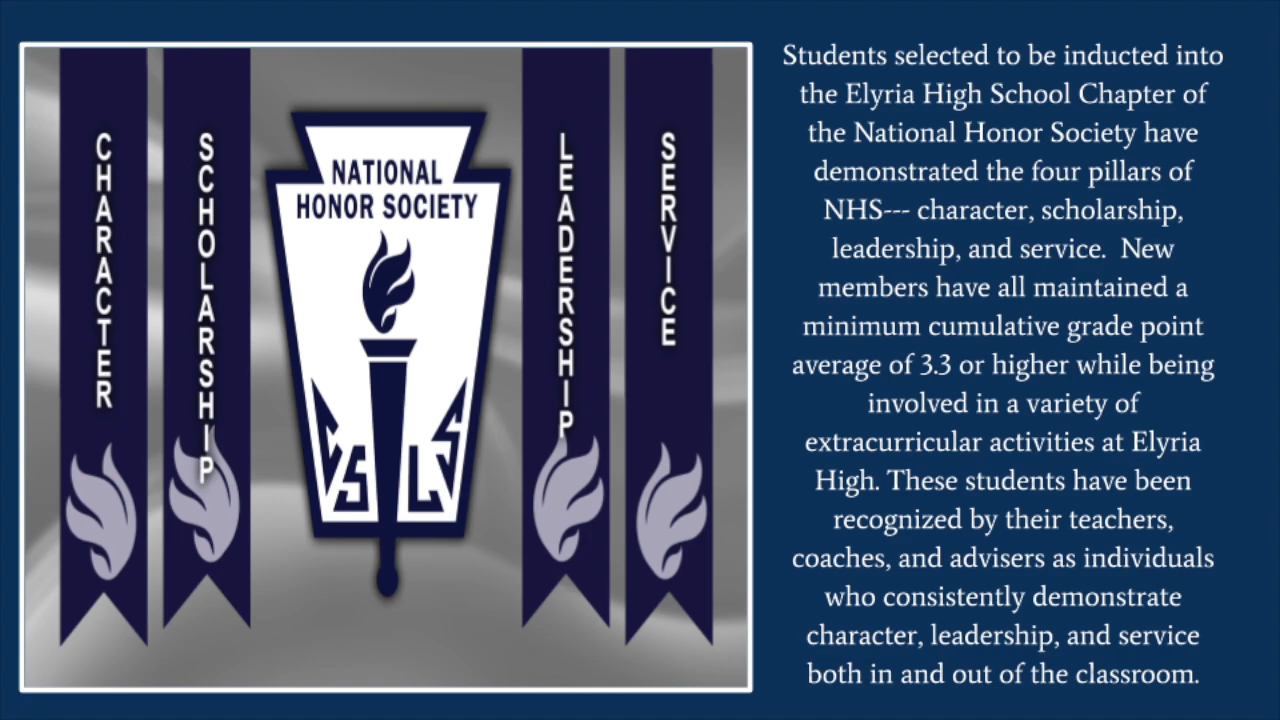 CHARACTER
SCHOLARSHIP
NATIONAL
HONOR SOCIETY
CSLS
LEADERSHIP
SERVICE
Students selected to be inducted into
the Elyria High School Chapter of
the National Honor Society have
demonstrated the four pillars of
NHS--- character, scholarship,
leadership, and service.  New
members have all maintained a
minimum cumulative grade point
average of 3.3 or higher while being
involved in a variety of
extracurricular activities at Elyria
High. These students have been
recognized by their teachers,
coaches, and advisers as individuals
who consistently demonstrate
character, leadership, and service
both in and out of the classroom.